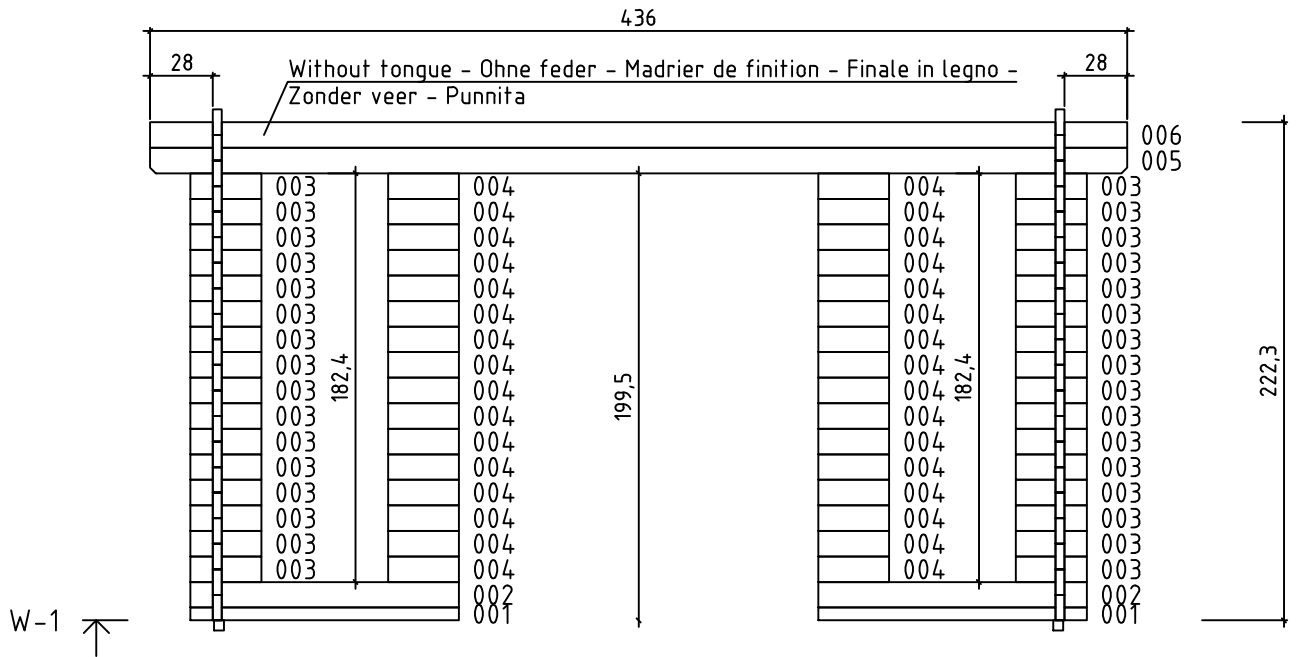 436
28 28
Without tongue - Ohne feder - Madrier de finition - Finale in legno -
Zonder veer - Punnita
006
005
003 004 004 003
003 004 004 003
003 004 004 003
003 004 004 003
003 004 004 003
003 004 004 003
003 004 004 003
003 004 004 003
182,4 199,5 182,4 222,3
003 004 004 003
003 004 004 003
003 004 004 003
003 004 004 003
003 004 004 003
003 004 004 003
003 004 004 003
003 004 004 003
002 002
001 001
W-1